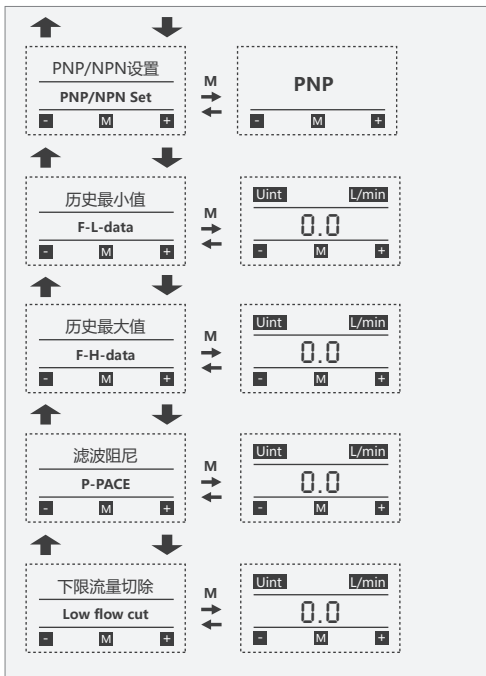 PNP/NPN设置
PNP/NPN Set
- M +
M
PNP
- M +
历史最小值
F-L-data
- M +
M
Uint L/min
0.0
- M +
历史最大值
F-H-data
- M +
M
Uint L/min
0.0
- M +
滤波阻尼
P-PACE
- M +
M
Uint L/min
0.0
- M +
下限流量切除
Low flow cut
- M +
M
Uint L/min
0.0
- M +